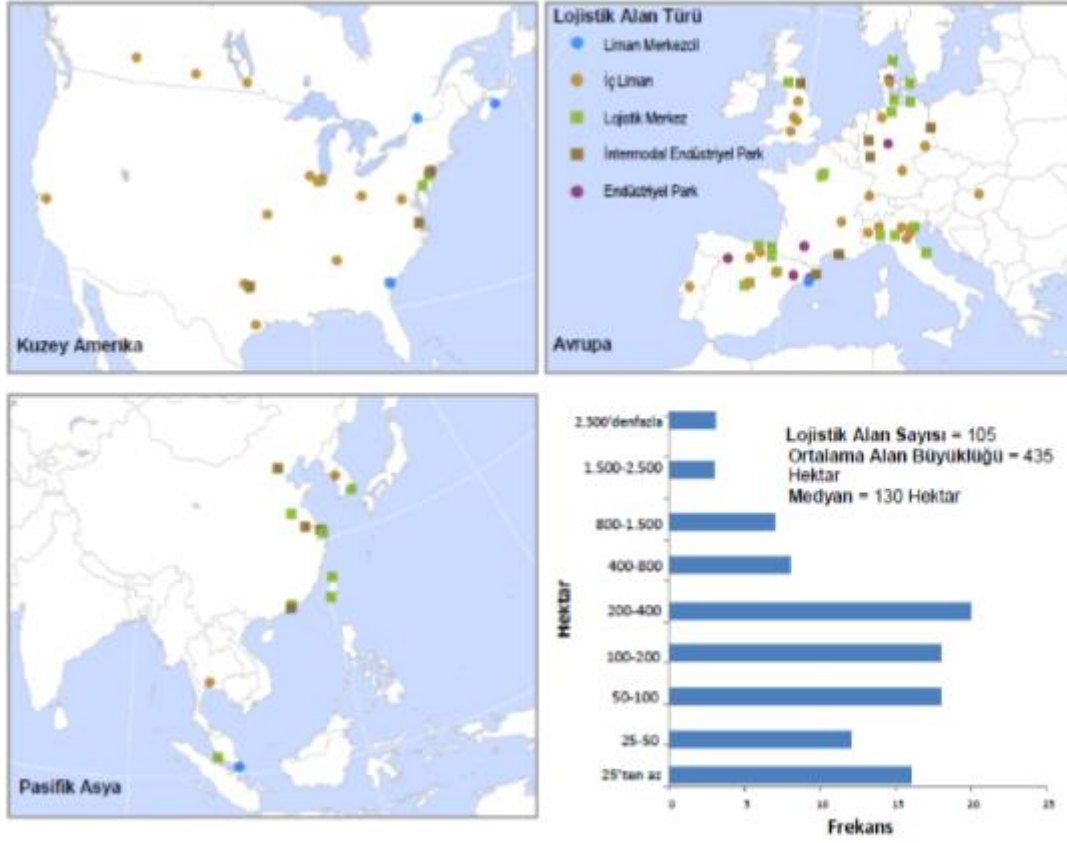 Kuzey Amerika
Lojistik Alan Türü
Liman Merkezcil
İç Liman
Lojistik Merkez
İntermodal Endüstriyel Park
Endüstriyel Park
Avrupa
Pasifik Asya
Lojistik Alan Sayısı = 105
Ortalama Alan Büyüklüğü = 435
Hektar
Medyan = 130 Hektar
Hektar
2.500'denfazla
1.500-2.500
800-1.500
400-800
200-400
100-200
50-100
25-50
25'ten az
0 5 10 15 20 25
Frekans